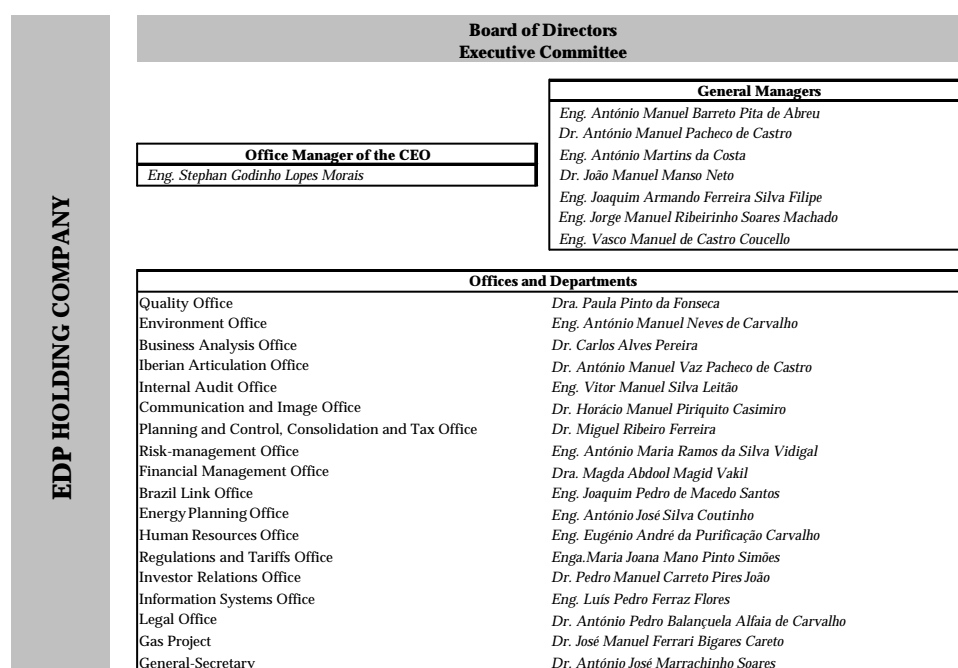 EDP HOLDING COMPANY
Board of Directors
Executive Committee
General Managers
Eng. António Manuel Barreto Pita de Abreu
Dr. António Manuel Pacheco de Castro
Eng. António Martins da Costa
Dr. João Manuel Manso Neto
Eng. Joaquim Armando Ferreira Silva Filipe
Eng. Jorge Manuel Ribeirinho Soares Machado
Eng. Vasco Manuel de Castro Coucello
Office Manager of the CEO
Eng. Stephan Godinho Lopes Morais
Offices and Departments
Quality Office Dra. Paula Pinto da Fonseca
Environment Office Eng. António Manuel Neves de Carvalho
Business Analysis Office Dr. Carlos Alves Pereira
Iberian Articulation Office Dr. António Manuel Vaz Pacheco de Castro
Internal Audit Office Eng. Vitor Manuel Silva Leitão
Communication and Image Office Dr. Horácio Manuel Piriquito Casimiro
Planning and Control, Consolidation and Tax Office Dr. Miguel Ribeiro Ferreira
Risk-management Office Eng. António Maria Ramos da Silva Vidigal
Financial Management Office Dra. Magda Abdool Magid Vakil
Brazil Link Office Eng. Joaquim Pedro de Macedo Santos
Energy Planning Office Eng. António José Silva Coutinho
Human Resources Office Eng. Eugénio André da Purificação Carvalho
Regulations and Tariffs Office Enga.Maria Joana Mano Pinto Simões
Investor Relations Office Dr. Pedro Manuel Carreto Pires João
Information Systems Office Eng. Luís Pedro Ferraz Flores
Legal Office Dr. António Pedro Balançuela Alfaia de Carvalho
Gas Project Dr. José Manuel Ferrari Bigares Careto
General-Secretary Dr. António José Marrachinho Soares